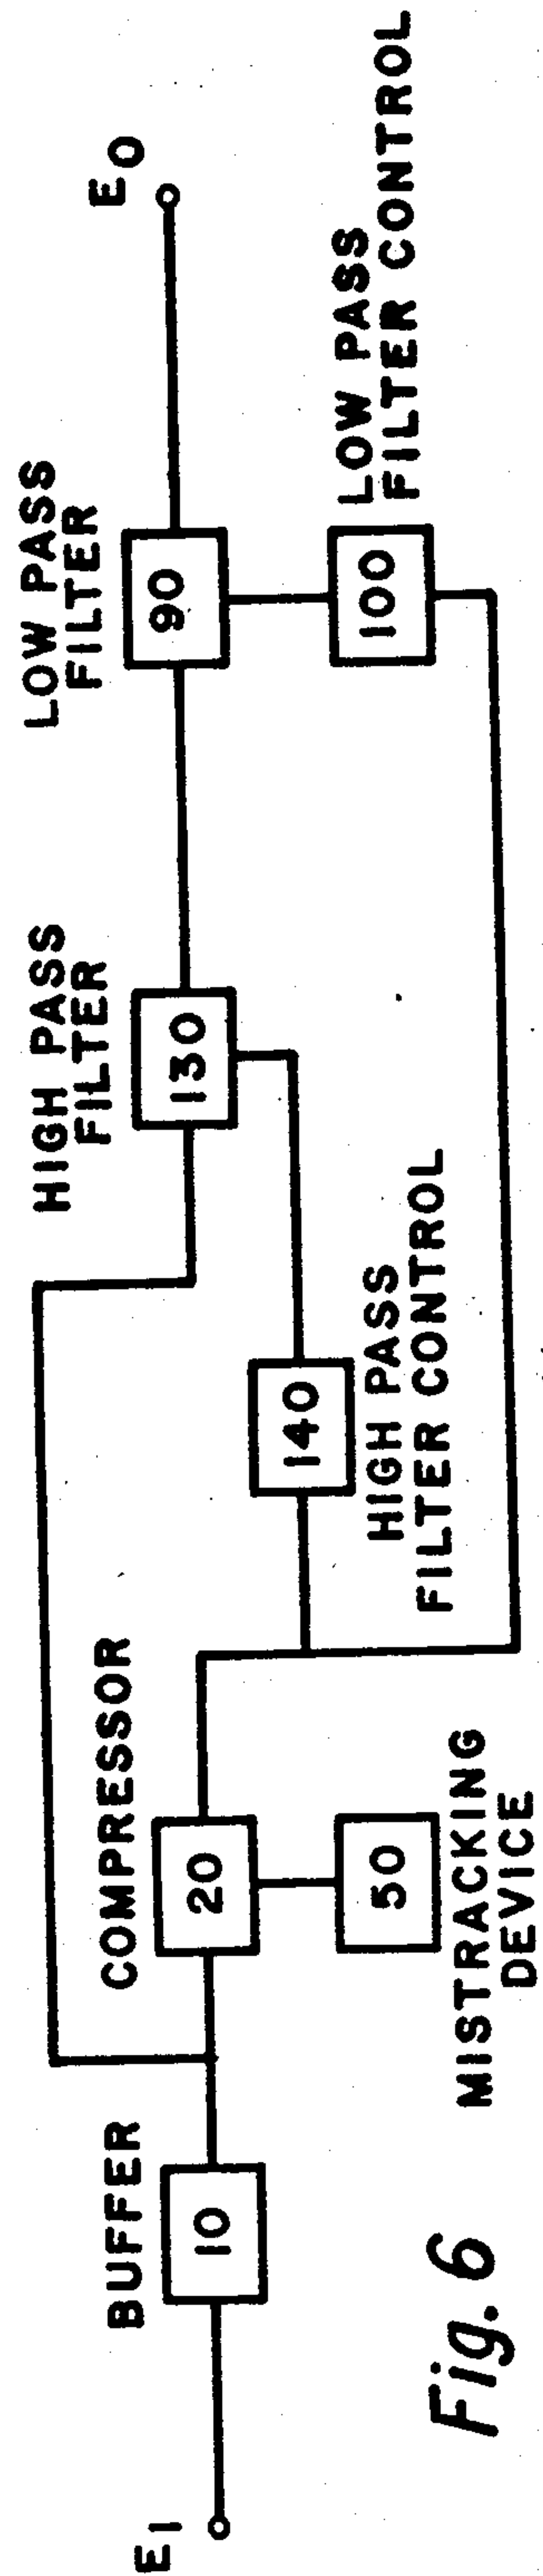 E1
BUFFER
10
COMPRESSOR
20
50
MISTRACKING
DEVICE
140
HIGH PASS
FILTER CONTROL
HIGH PASS
FILTER
130
LOW PASS
FILTER
90
100
LOW PASS
FILTER CONTROL
E0
Fig. 6